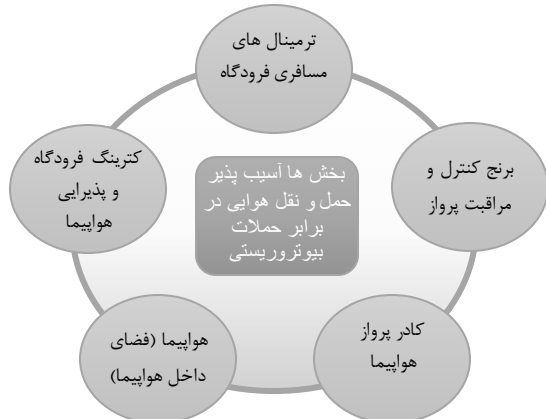 ترمینال های
مسافری فرودگاه
برنج کنترل و
مراقبت پرواز
کادر پرواز
هواپیما
هواپیما (فضای
داخل هواپیما)
کترینگ فرودگاه
و پذیرایی
هواپیما
بخش ها آسیب پذیر
حمل و نقل هوایی در
برابر حملات
بیوتروریستی